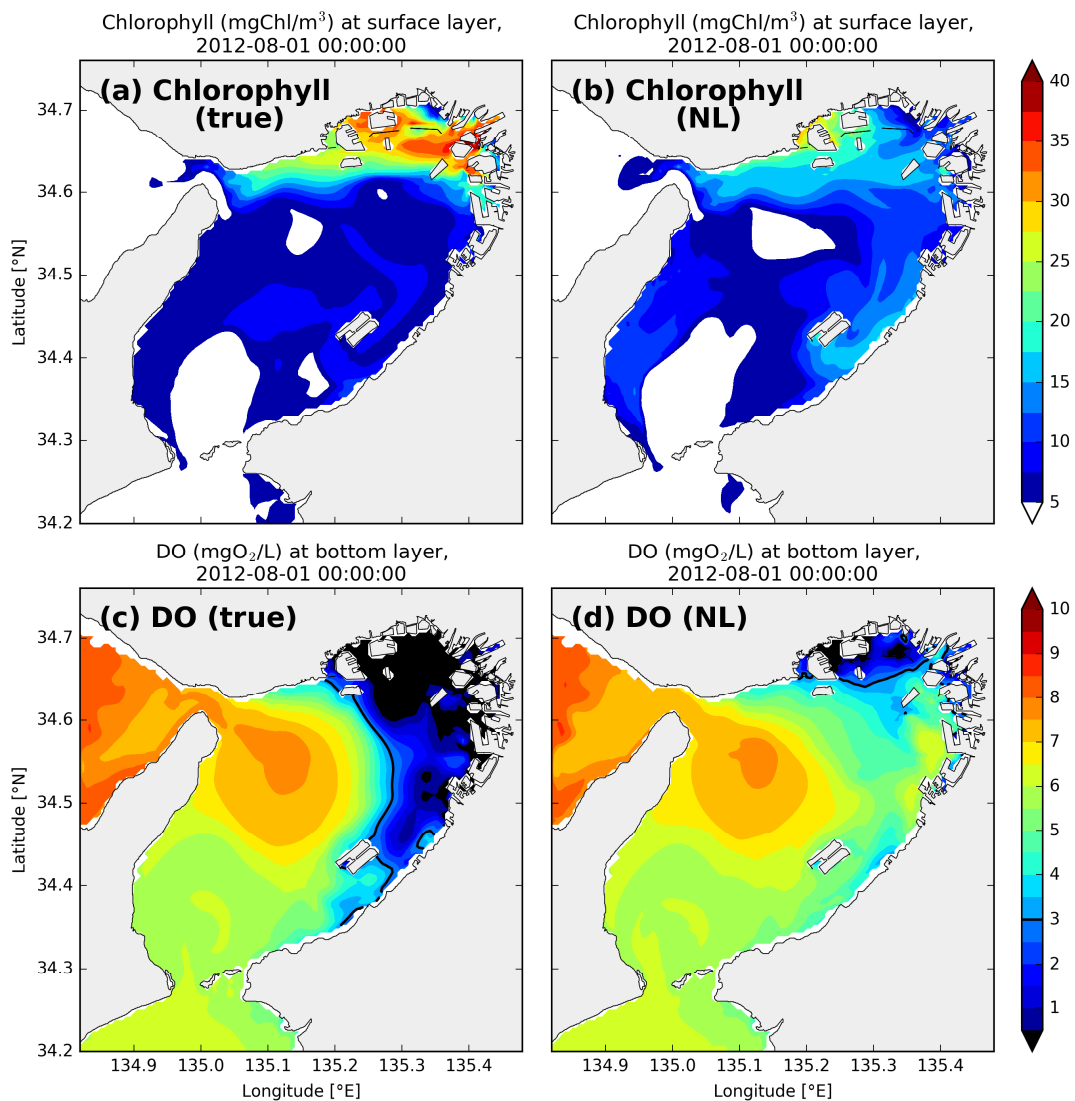 Chlorophyll (mgChl/m³) at surface layer,
2012-08-01 00:00:00
Chlorophyll (mgChl/m³) at surface layer,
2012-08-01 00:00:00
(a) Chlorophyll
(true)
(b) Chlorophyll
(NL)
34.7
34.6
34.5
34.4
34.3
34.2
Latitude [°N]
40
35
30
25
20
15
10
5
DO (mgO₂/L) at bottom layer,
2012-08-01 00:00:00
DO (mgO₂/L) at bottom layer,
2012-08-01 00:00:00
(c) DO (true)
(d) DO (NL)
34.7
34.6
34.5
34.4
34.3
34.2
Latitude [°N]
134.9 135.0 135.1 135.2 135.3 135.4
Longitude [°E]
134.9 135.0 135.1 135.2 135.3 135.4
Longitude [°E]
10
9
8
7
6
5
4
3
2
1